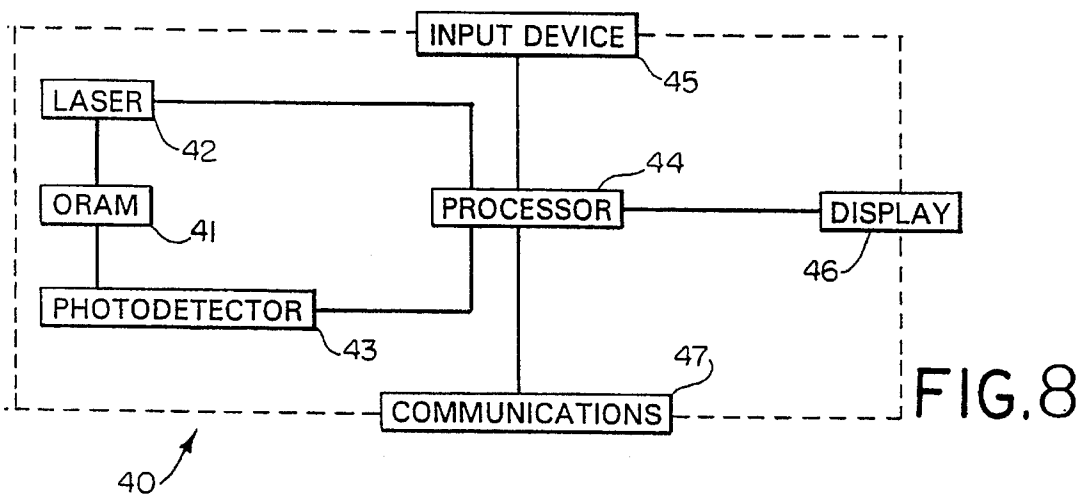 INPUT DEVICE
45
LASER
42
44
ORAM
41
PROCESSOR
DISPLAY
46
PHOTODETECTOR
43
47
COMMUNICATIONS
FIG.8
40